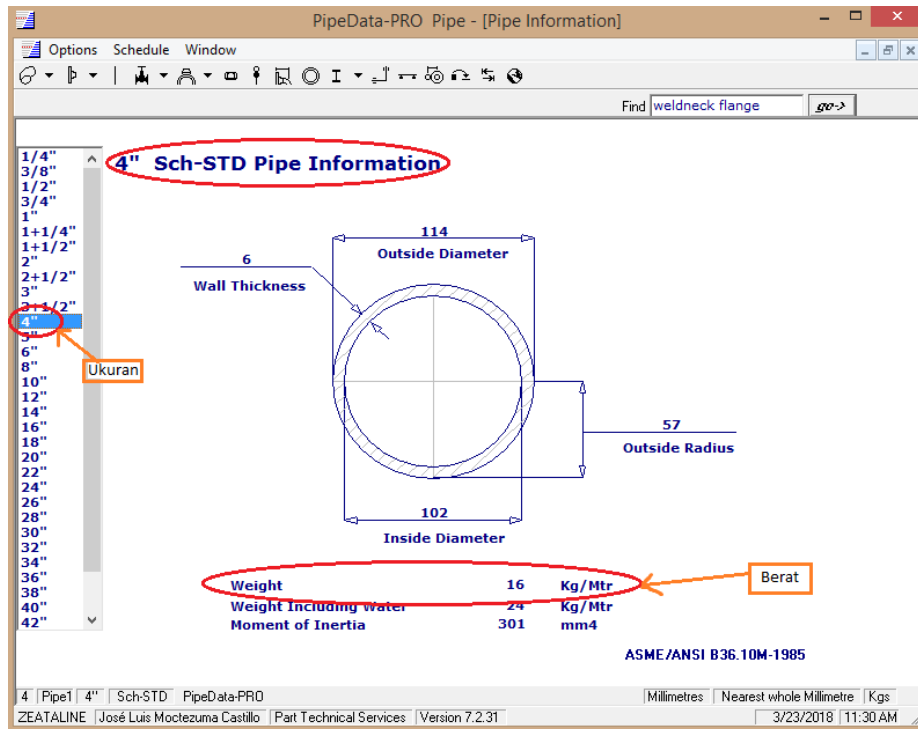 PipeData-PRO Pipe - [Pipe Information]
Options Schedule Window
Find weldneck flange go->
4" Sch-STD Pipe Information
1/4"
3/8"
1/2"
3/4"
1"
1+1/4"
1+1/2"
2"
2+1/2"
3"
3+1/2"
4"
5"
6"
8"
10"
12"
14"
16"
18"
20"
22"
24"
26"
28"
30"
32"
34"
36"
38"
40"
42"
Ukuran
114
Outside Diameter
6
Wall Thickness
57
Outside Radius
102
Inside Diameter
Weight 16 Kg/Mtr
Berat
Weight Including Water 24 Kg/Mtr
Moment of Inertia 301 mm4
ASME/ANSI B36.10M-1985
4 Pipe1 4" Sch-STD PipeData-PRO Millimetres Nearest whole Millimetre Kgs
ZEATALINE José Luis Moctezuma Castillo Part Technical Services Version 7.2.31 3/23/2018 11:30 AM